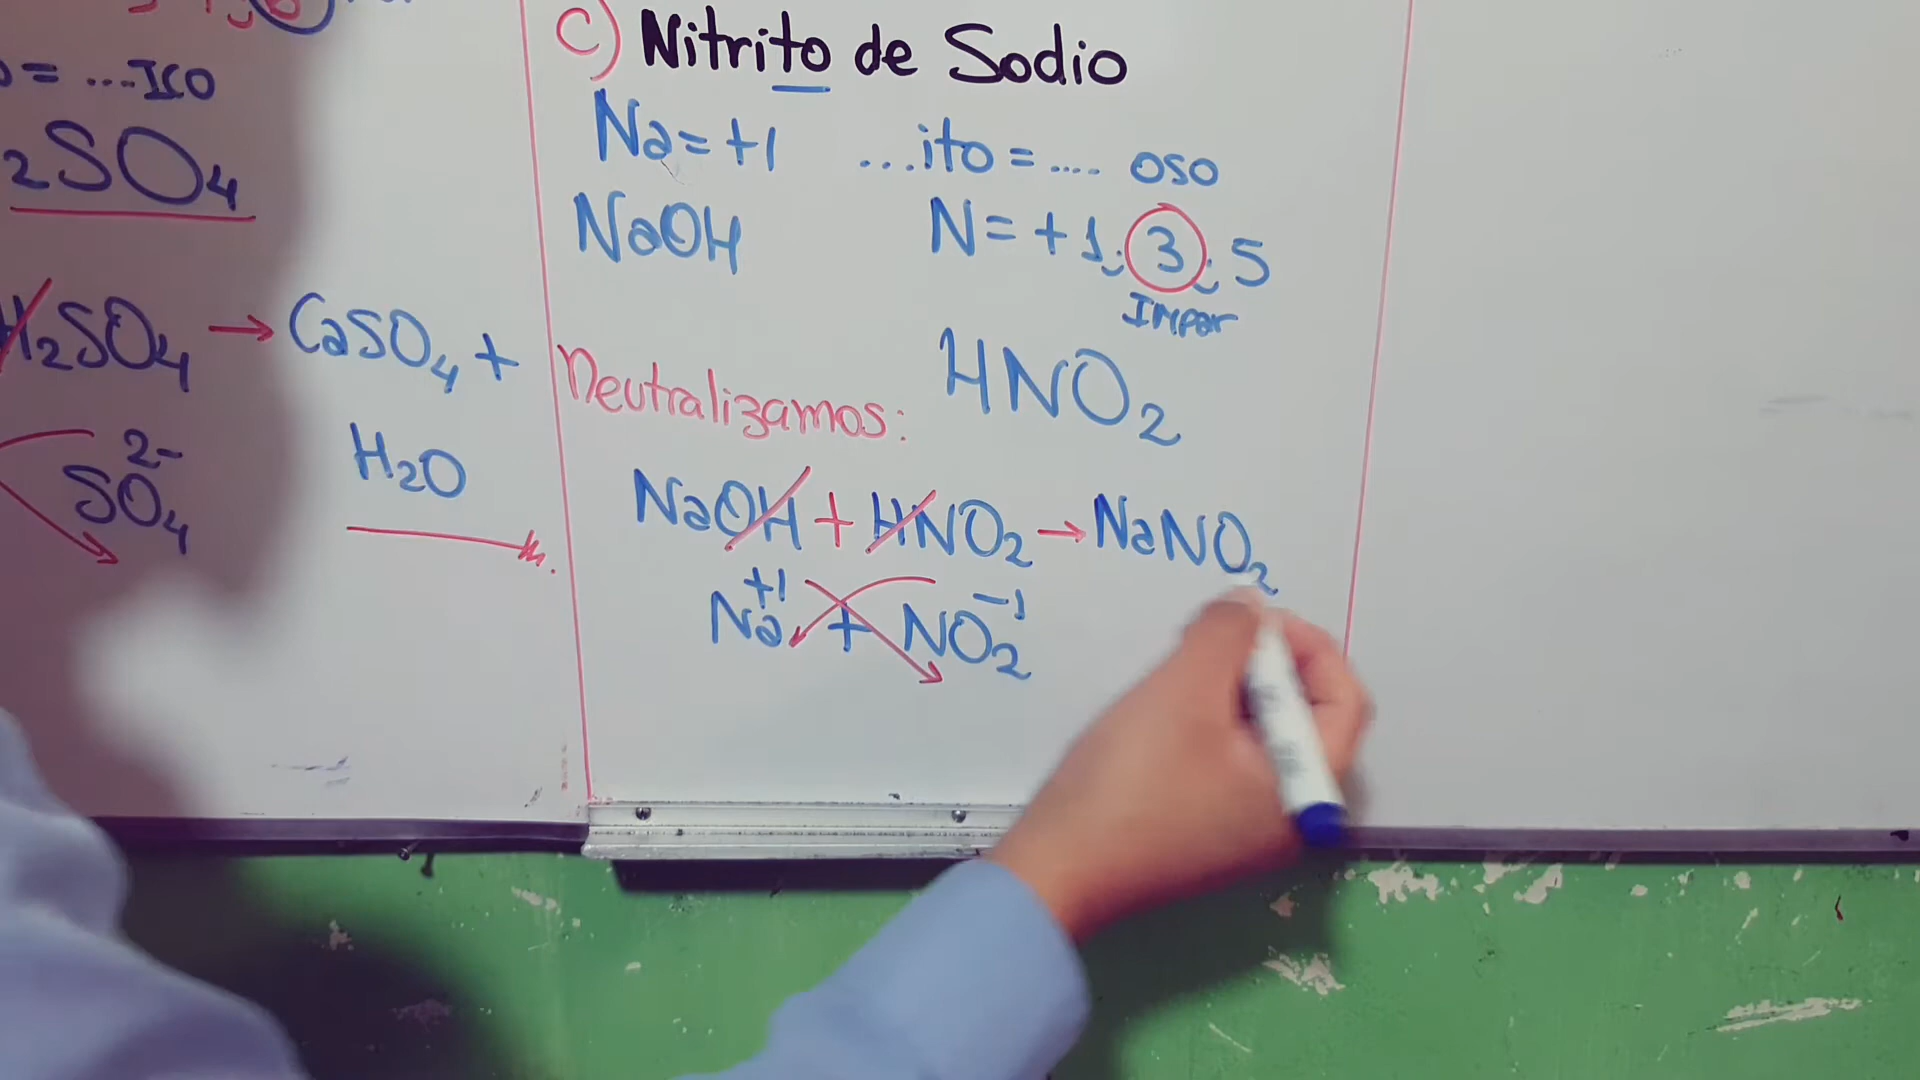 = ...ICO
2SO4
H2SO4 → CaSO4 +
H2O
SO4 2-
C) Nitrito de Sodio
Na = +1 ...ito = .... oso
NaOH N = + 1, 3, 5
Impar
HNO2
Neutralizamos:
NaOH + HNO2 → NaNO2
Na+1 + NO2-1